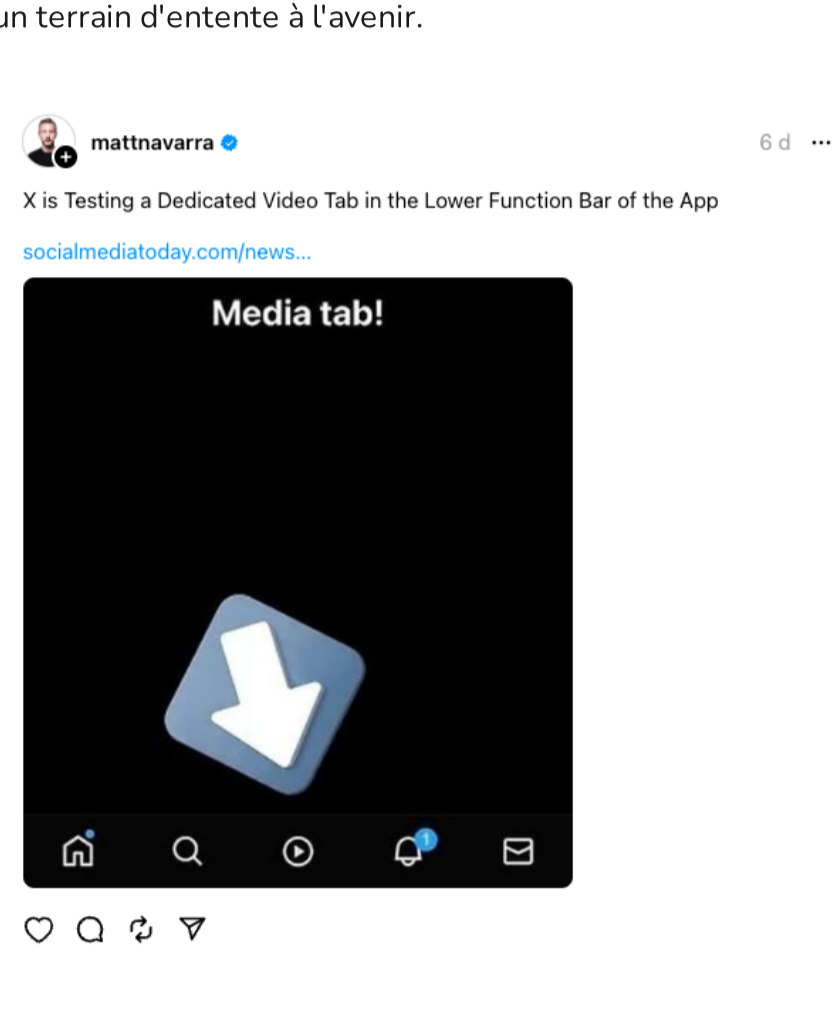 un terrain d'entente à l'avenir.
mattnavarra
6 d
X is Testing a Dedicated Video Tab in the Lower Function Bar of the App
socialmediatoday.com/news...
Media tab!
1